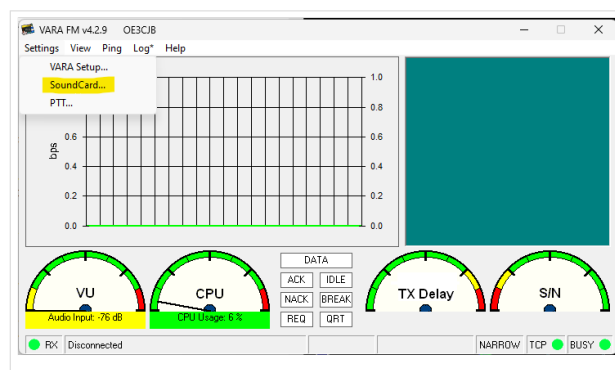 VARA FM v4.2.9 OE3CJB
Settings View Ping Log* Help
VARA Setup...
SoundCard...
PTT...
1.0
0.8
0.6 0.6
bps
0.4 0.4
0.2 0.2
0.0 0.0
DATA
ACK IDLE
NACK BREAK
REQ QRT
VU
Audio Input: -76 dB
CPU
CPU Usage: 6 %
TX Delay
S/N
RX Disconnected NARROW TCP BUSY